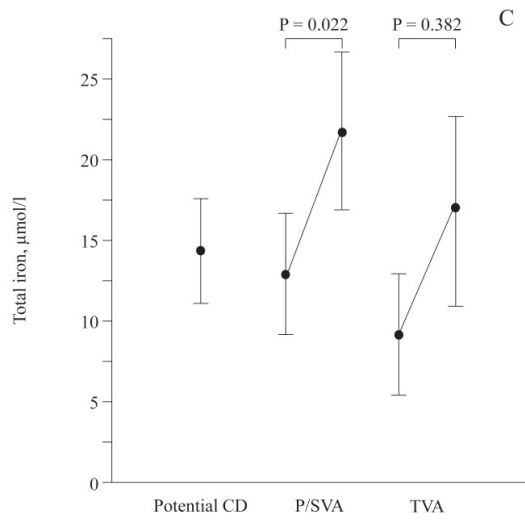 C
P = 0.022 P = 0.382
Total iron, µmol/l
25
20
15
10
5
0
Potential CD P/SVA TVA